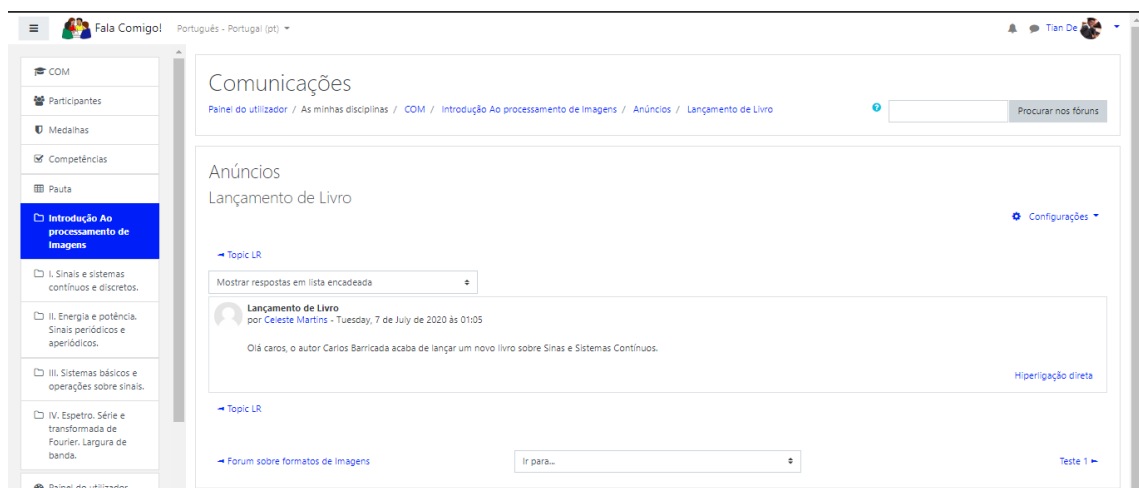 Fala Comigo! Português - Portugal (pt)
Tian De
COM
Participantes
Medalhas
Competências
Pauta
Introdução Ao
processamento de
Imagens
I. Sinais e sistemas
contínuos e discretos.
II. Energia e potência.
Sinais periódicos e
aperiódicos.
III. Sistemas básicos e
operações sobre sinais.
IV. Espetro. Série e
transformada de
Fourier. Largura de
banda.
Painel do utilizador
Comunicações
Painel do utilizador / As minhas disciplinas / COM / Introdução Ao processamento de Imagens / Anúncios / Lançamento de Livro
Procurar nos fóruns
Anúncios
Lançamento de Livro
Configurações
◄ Topic LR
Mostrar respostas em lista encadeada
Lançamento de Livro
por Celeste Martins - Tuesday, 7 de July de 2020 às 01:05
Olá caros, o autor Carlos Barricada acaba de lançar um novo livro sobre Sinas e Sistemas Contínuos.
Hiperligação direta
◄ Topic LR
◄ Forum sobre formatos de Imagens
Ir para...
Teste 1 ►